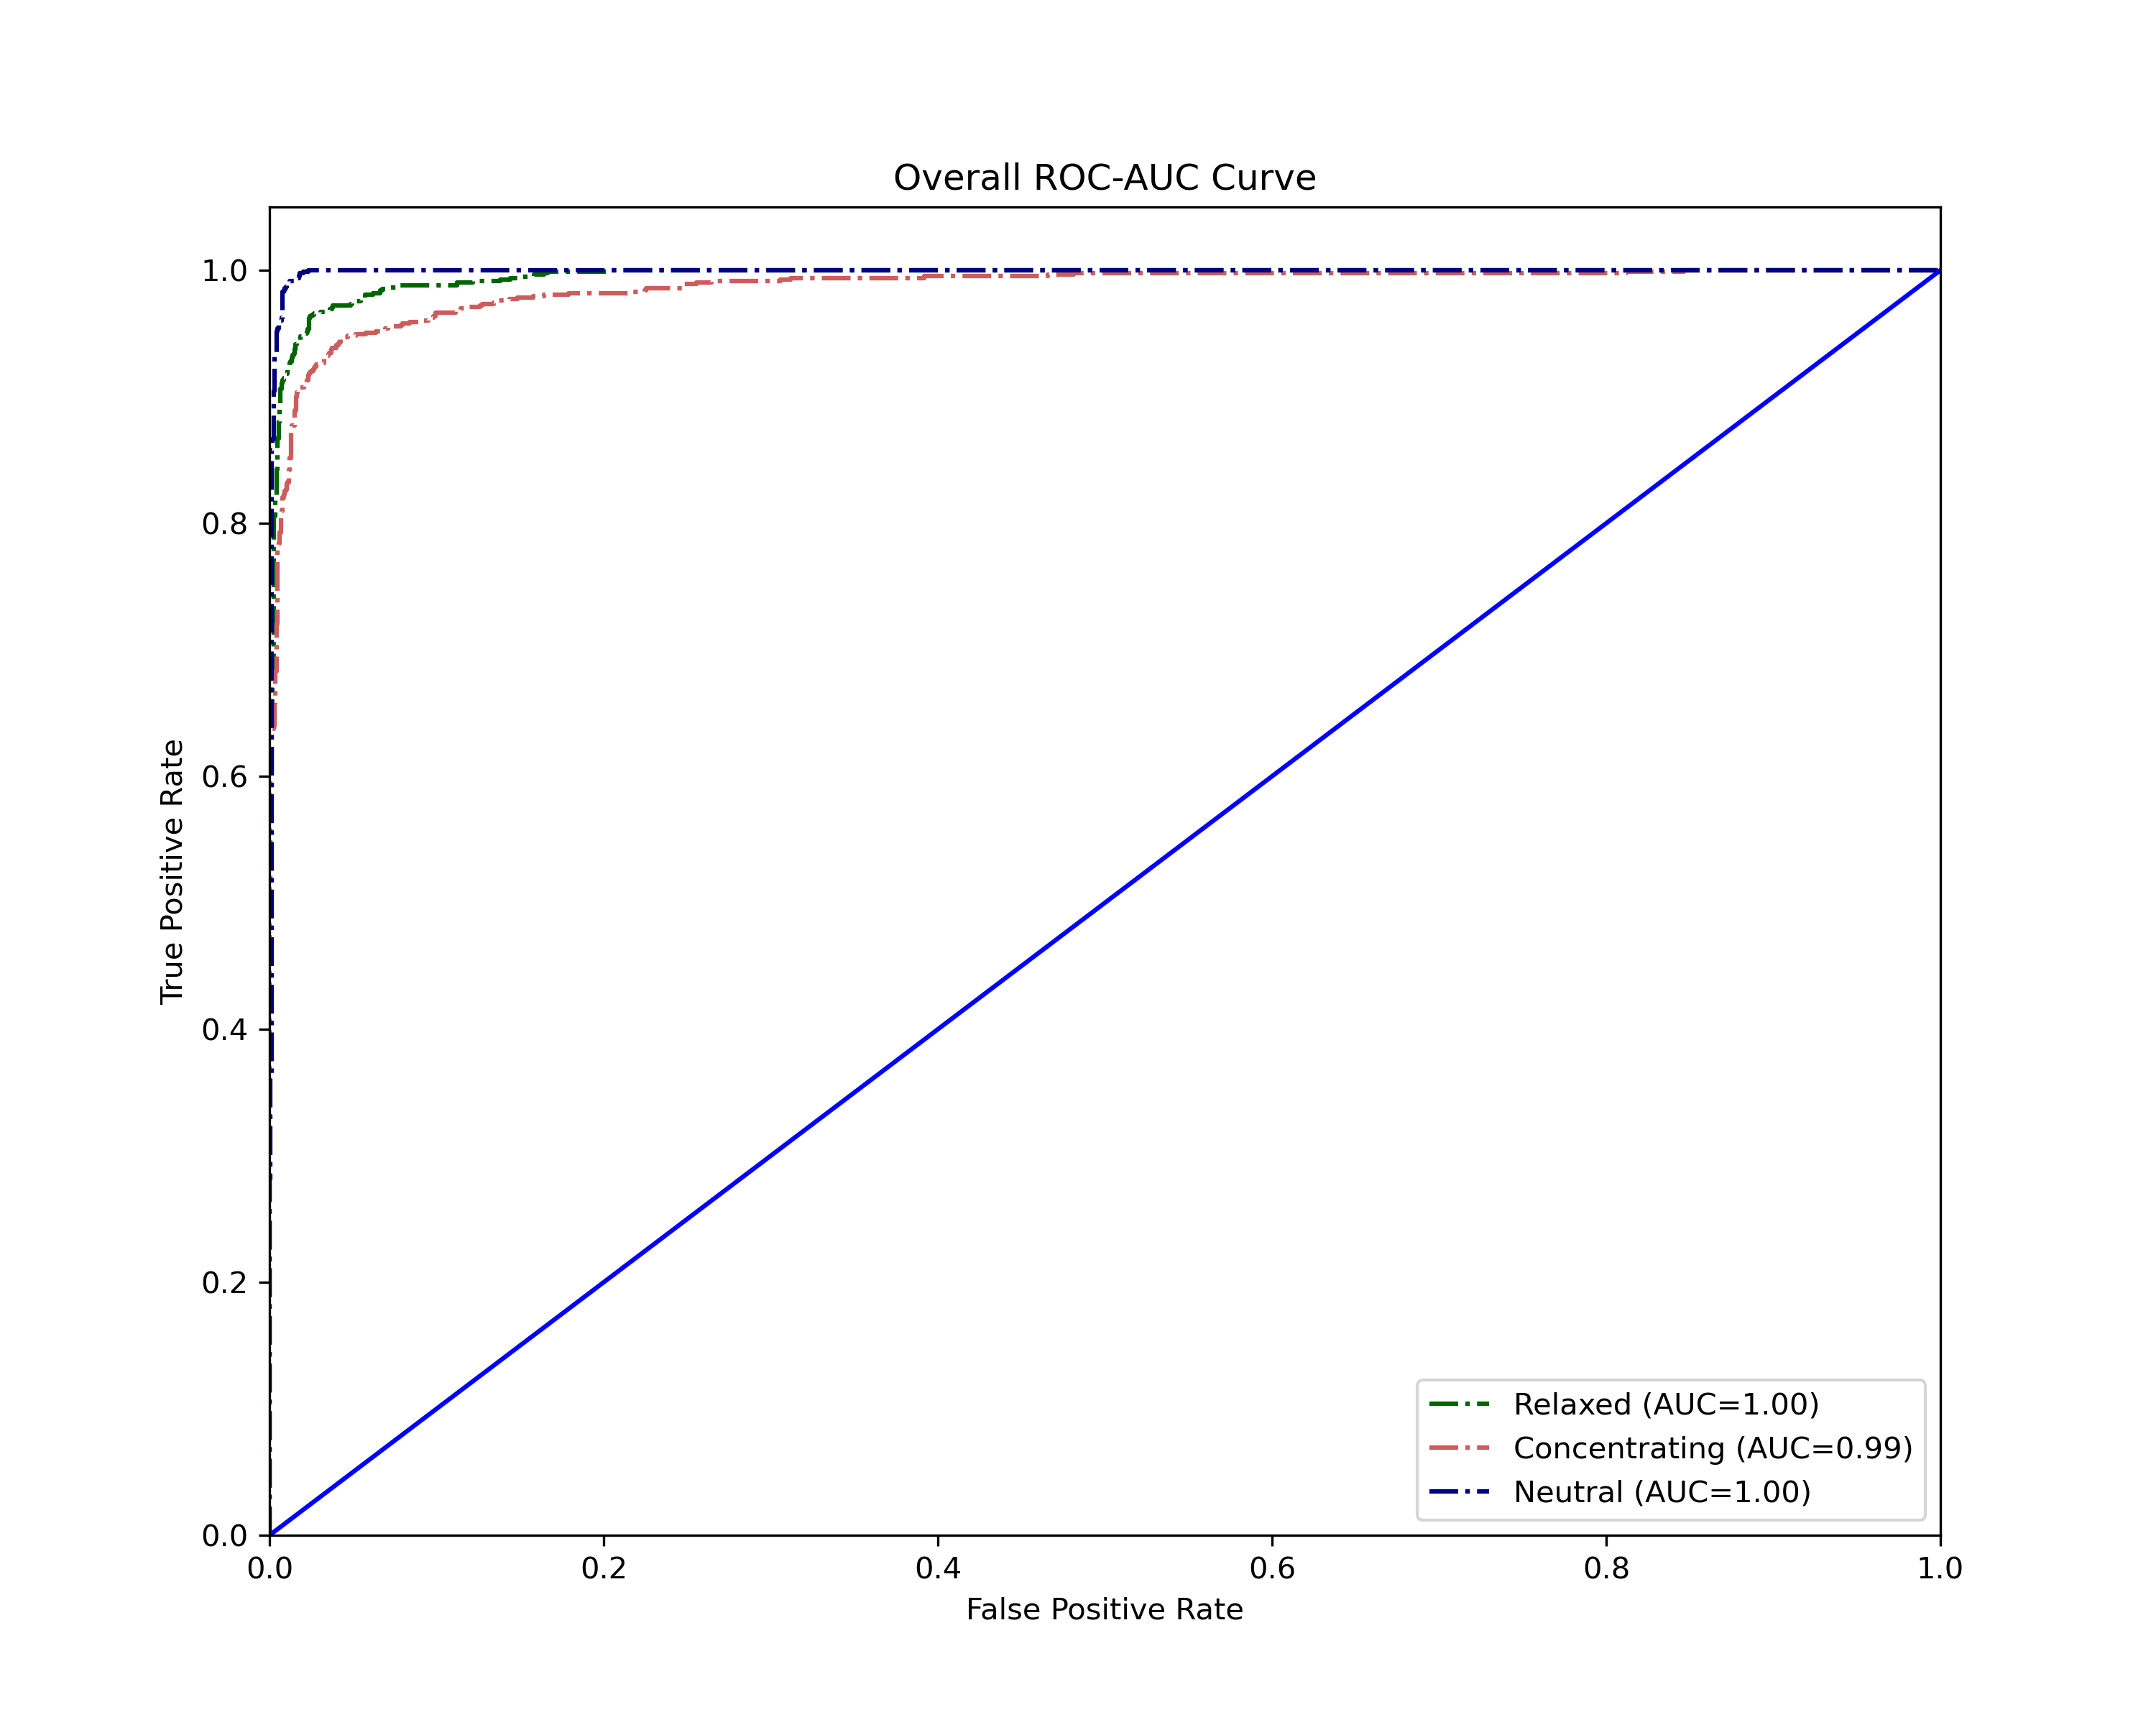 Overall ROC-AUC Curve
1.0
0.8
0.6
0.4
0.2
0.0
True Positive Rate
0.0 0.2 0.4 0.6 0.8 1.0
False Positive Rate
Relaxed (AUC=1.00)
Concentrating (AUC=0.99)
Neutral (AUC=1.00)